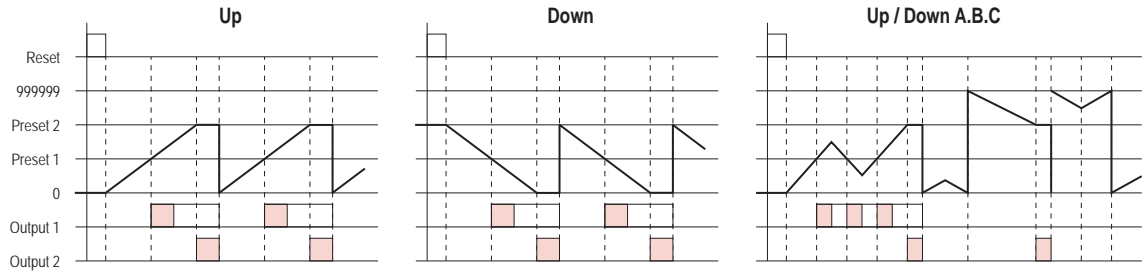 Up
Down
Up / Down A.B.C
Reset
999999
Preset 2
Preset 1
0
Output 1
Output 2